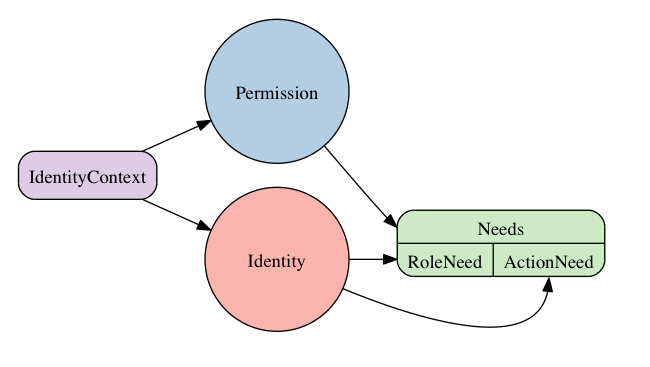 Permission
IdentityContext
Needs
Identity
RoleNeed
ActionNeed